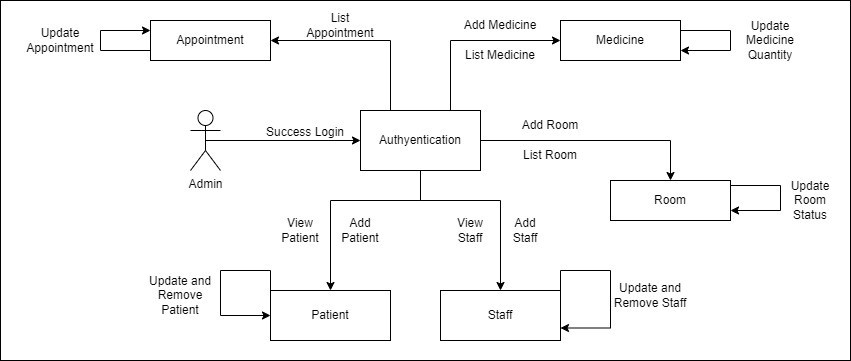 List
Appointment
Update
Appointment
Appointment
Add Medicine
List Medicine
Medicine
Update
Medicine
Quantity
Success Login
Authyentication
Admin
Add Room
List Room
Room
Update
Room
Status
View
Patient
Add
Patient
View
Staff
Add
Staff
Update and
Remove
Patient
Patient
Staff
Update and
Remove Staff